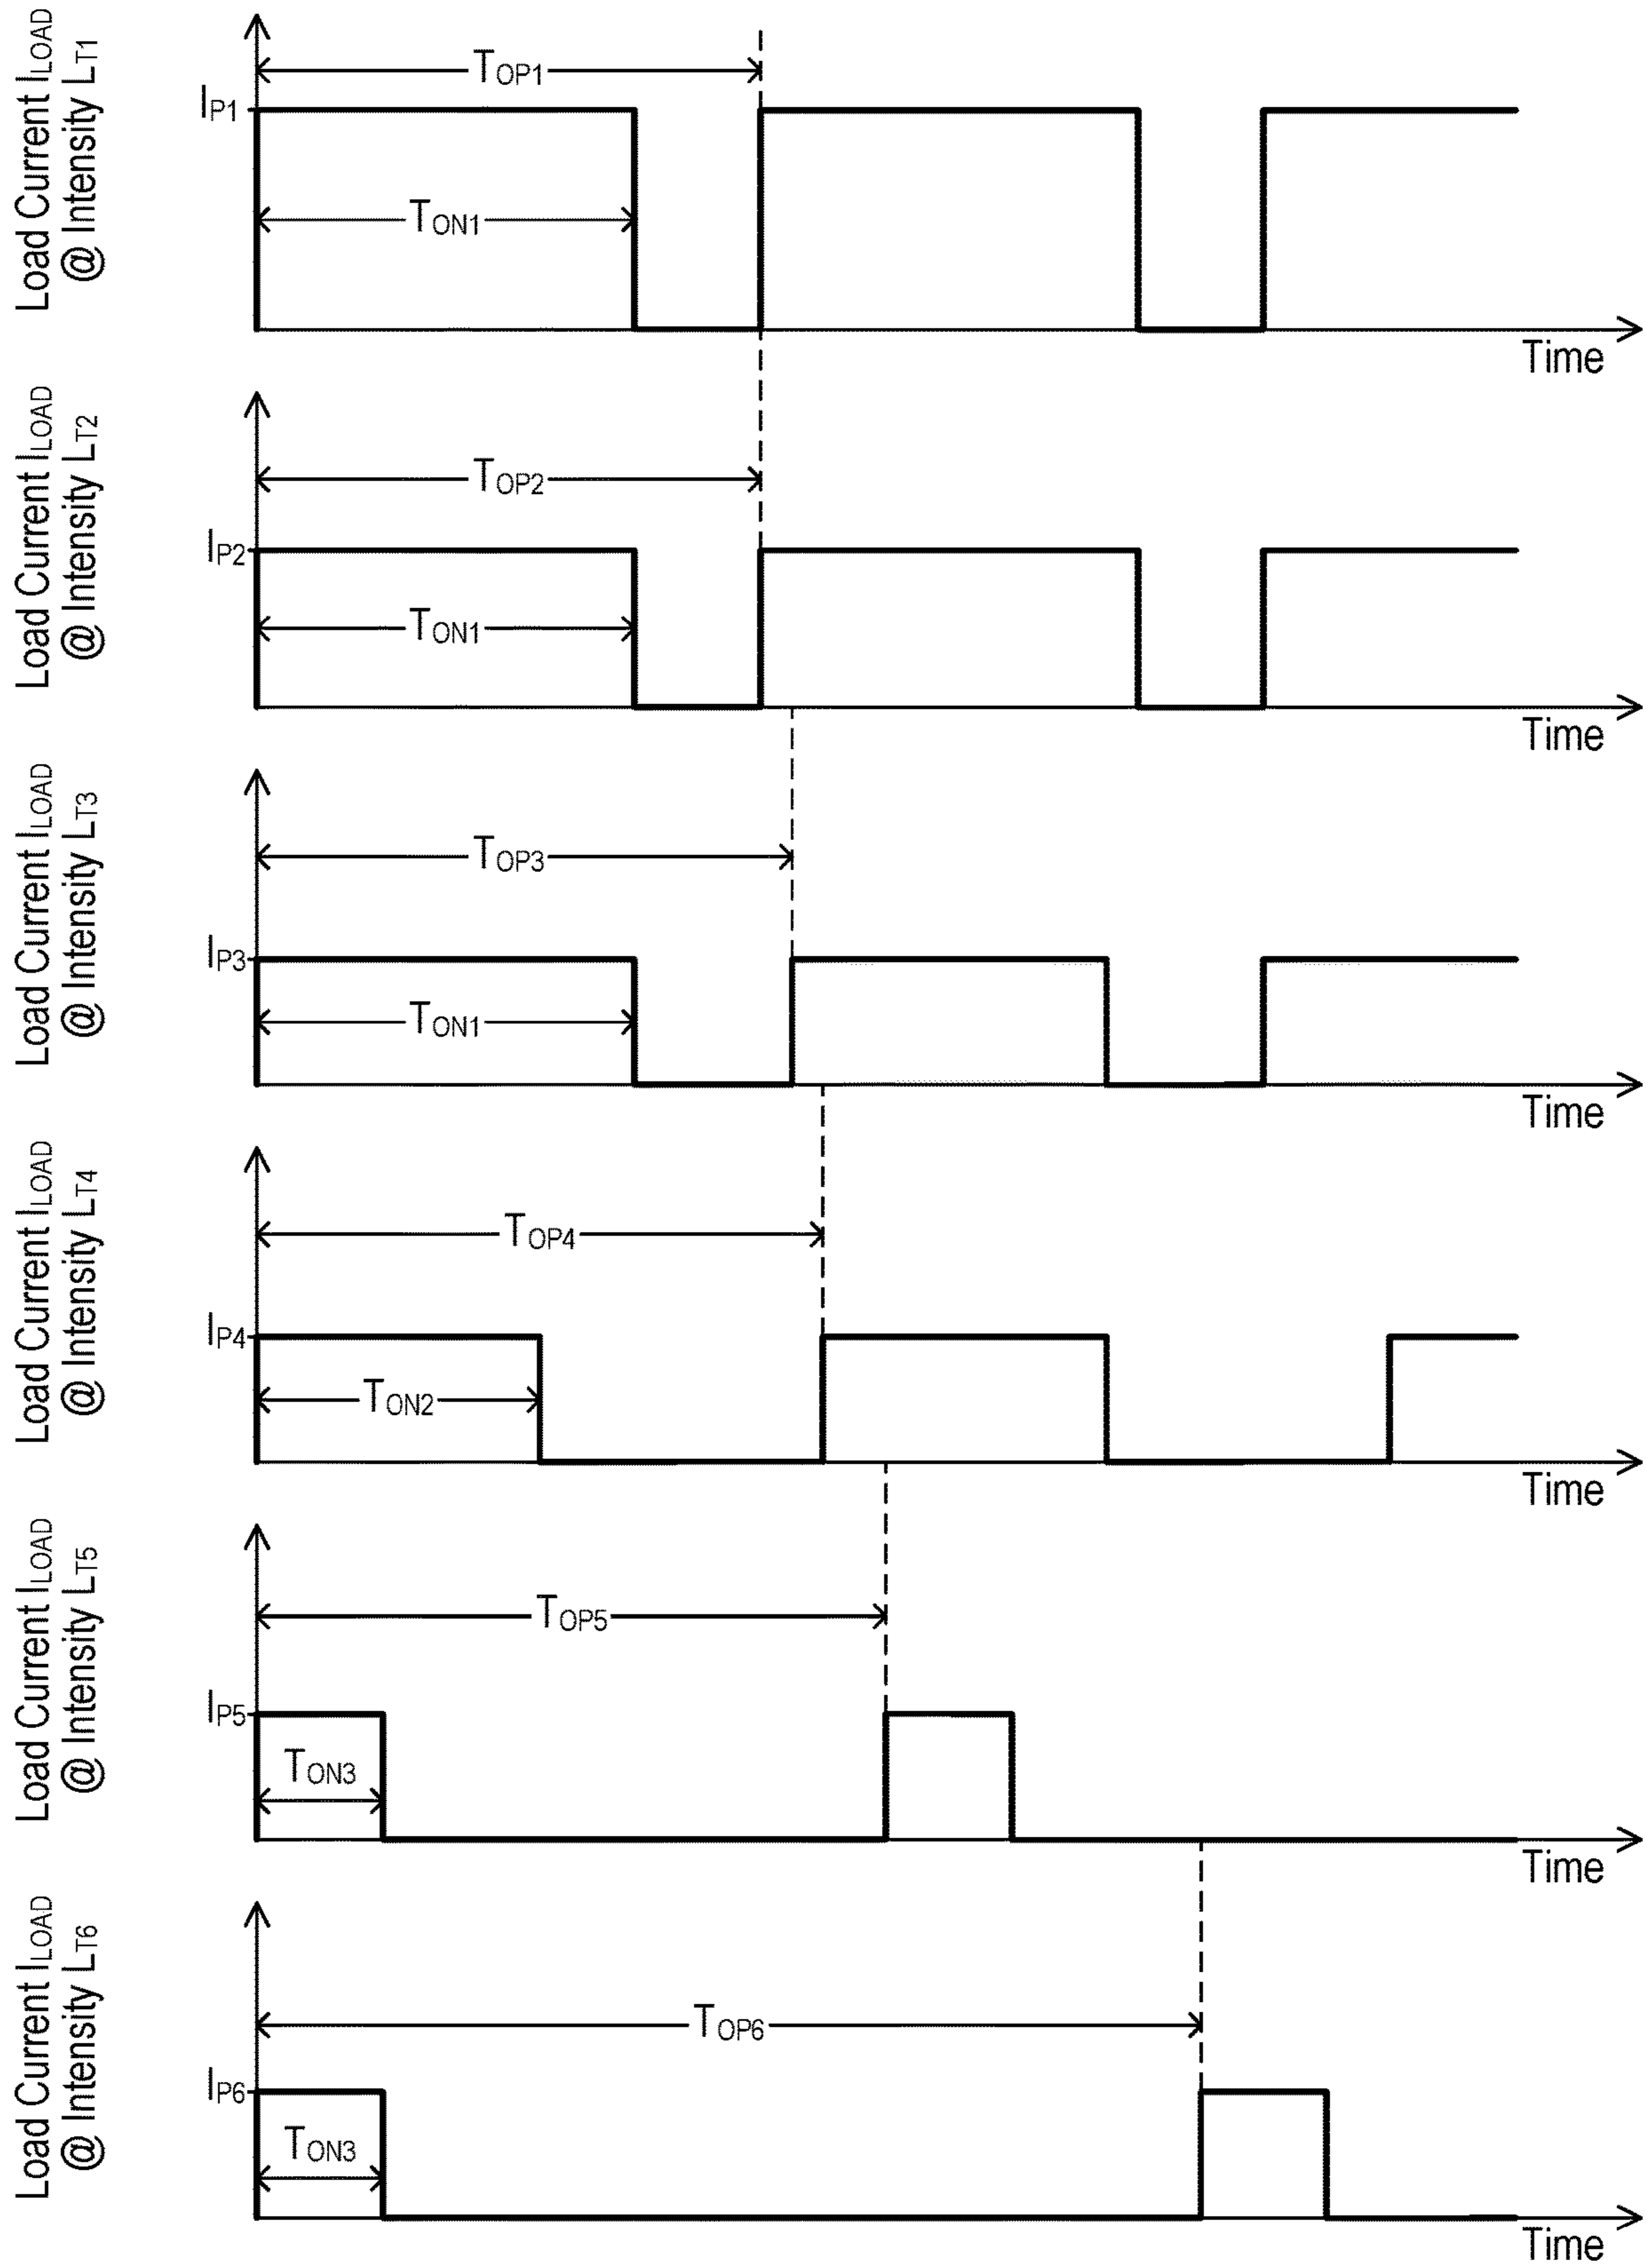 Load Current ILOAD
@ Intensity LT1
TOP1
IP1
TON1
Time
Load Current ILOAD
@ Intensity LT2
TOP2
IP2
TON1
Time
Load Current ILOAD
@ Intensity LT3
TOP3
IP3
TON1
Time
Load Current ILOAD
@ Intensity LT4
TOP4
IP4
TON2
Time
Load Current ILOAD
@ Intensity LT5
TOP5
IP5
TON3
Time
Load Current ILOAD
@ Intensity LT6
TOP6
IP6
TON3
Time